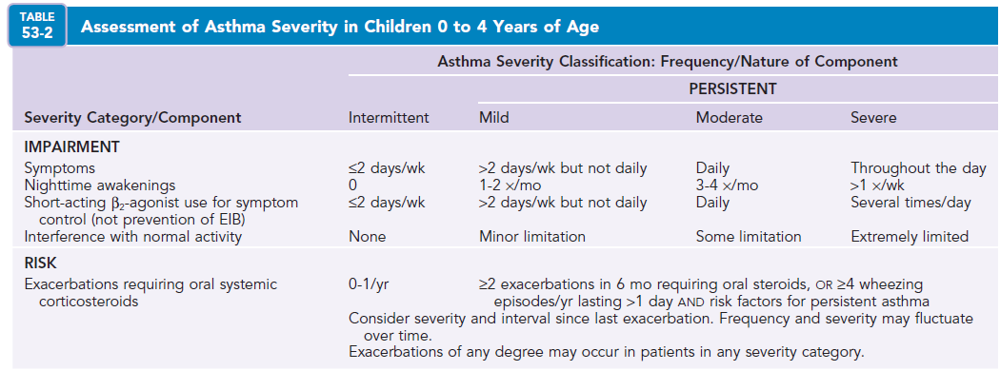 TABLE
53-2
Assessment of Asthma Severity in Children 0 to 4 Years of Age
Asthma Severity Classification: Frequency/Nature of Component
PERSISTENT
Severity Category/Component Intermittent Mild Moderate Severe
IMPAIRMENT
Symptoms ≤2 days/wk >2 days/wk but not daily Daily Throughout the day
Nighttime awakenings 0 1-2 ×/mo 3-4 ×/mo >1 ×/wk
Short-acting β₂-agonist use for symptom ≤2 days/wk >2 days/wk but not daily Daily Several times/day
control (not prevention of EIB)
Interference with normal activity None Minor limitation Some limitation Extremely limited
RISK
Exacerbations requiring oral systemic 0-1/yr ≥2 exacerbations in 6 mo requiring oral steroids, OR ≥4 wheezing
corticosteroids episodes/yr lasting >1 day AND risk factors for persistent asthma
Consider severity and interval since last exacerbation. Frequency and severity may fluctuate
over time.
Exacerbations of any degree may occur in patients in any severity category.